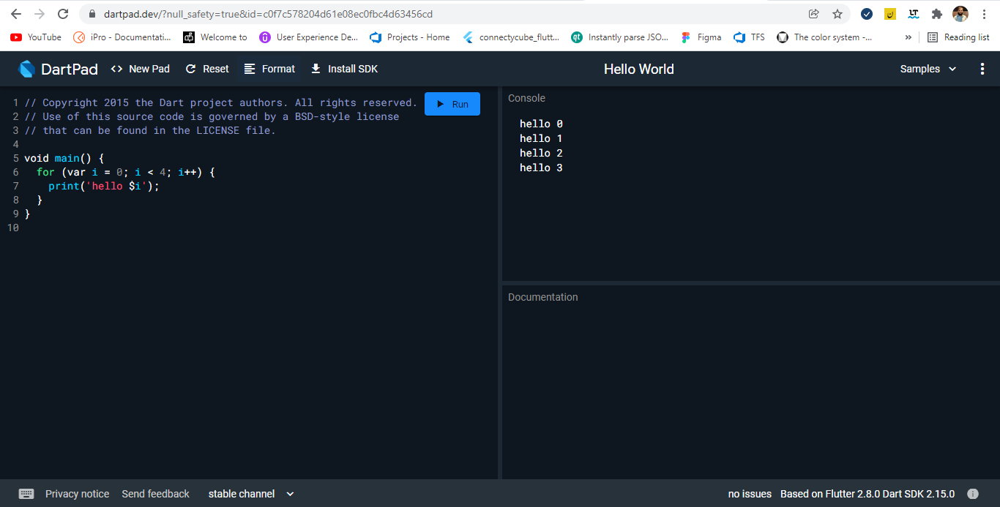 dartpad.dev/?null_safety=true&id=c0f7c578204d61e08ec0fbc4d63456cd
YouTube iPro - Documentati... Welcome to User Experience De... Projects - Home connectycube_flutt... Instantly parse JSO... Figma TFS The color system -... » Reading list
DartPad <> New Pad Reset Format Install SDK Hello World Samples
1 // Copyright 2015 the Dart project authors. All rights reserved.
2 // Use of this source code is governed by a BSD-style license
3 // that can be found in the LICENSE file.
4
5 void main() {
6   for (var i = 0; i < 4; i++) {
7     print('hello $i');
8   }
9 }
10
Run
Console
hello 0
hello 1
hello 2
hello 3
Documentation
Privacy notice Send feedback stable channel no issues Based on Flutter 2.8.0 Dart SDK 2.15.0